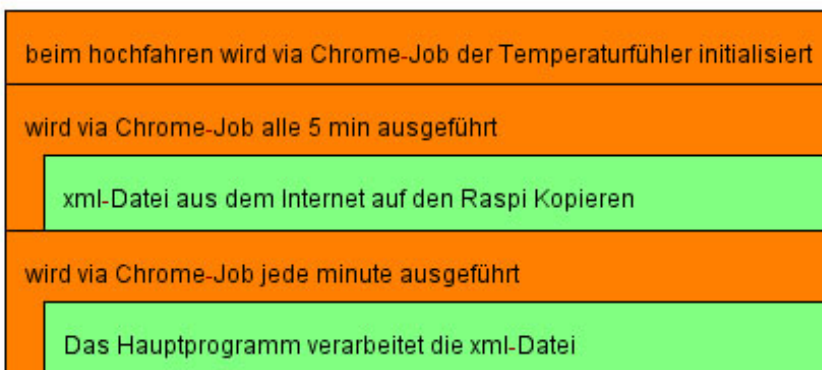 beim hochfahren wird via Chrome-Job der Temperaturfühler initialisiert
wird via Chrome-Job alle 5 min ausgeführt
xml-Datei aus dem Internet auf den Raspi Kopieren
wird via Chrome-Job jede minute ausgeführt
Das Hauptprogramm verarbeitet die xml-Datei